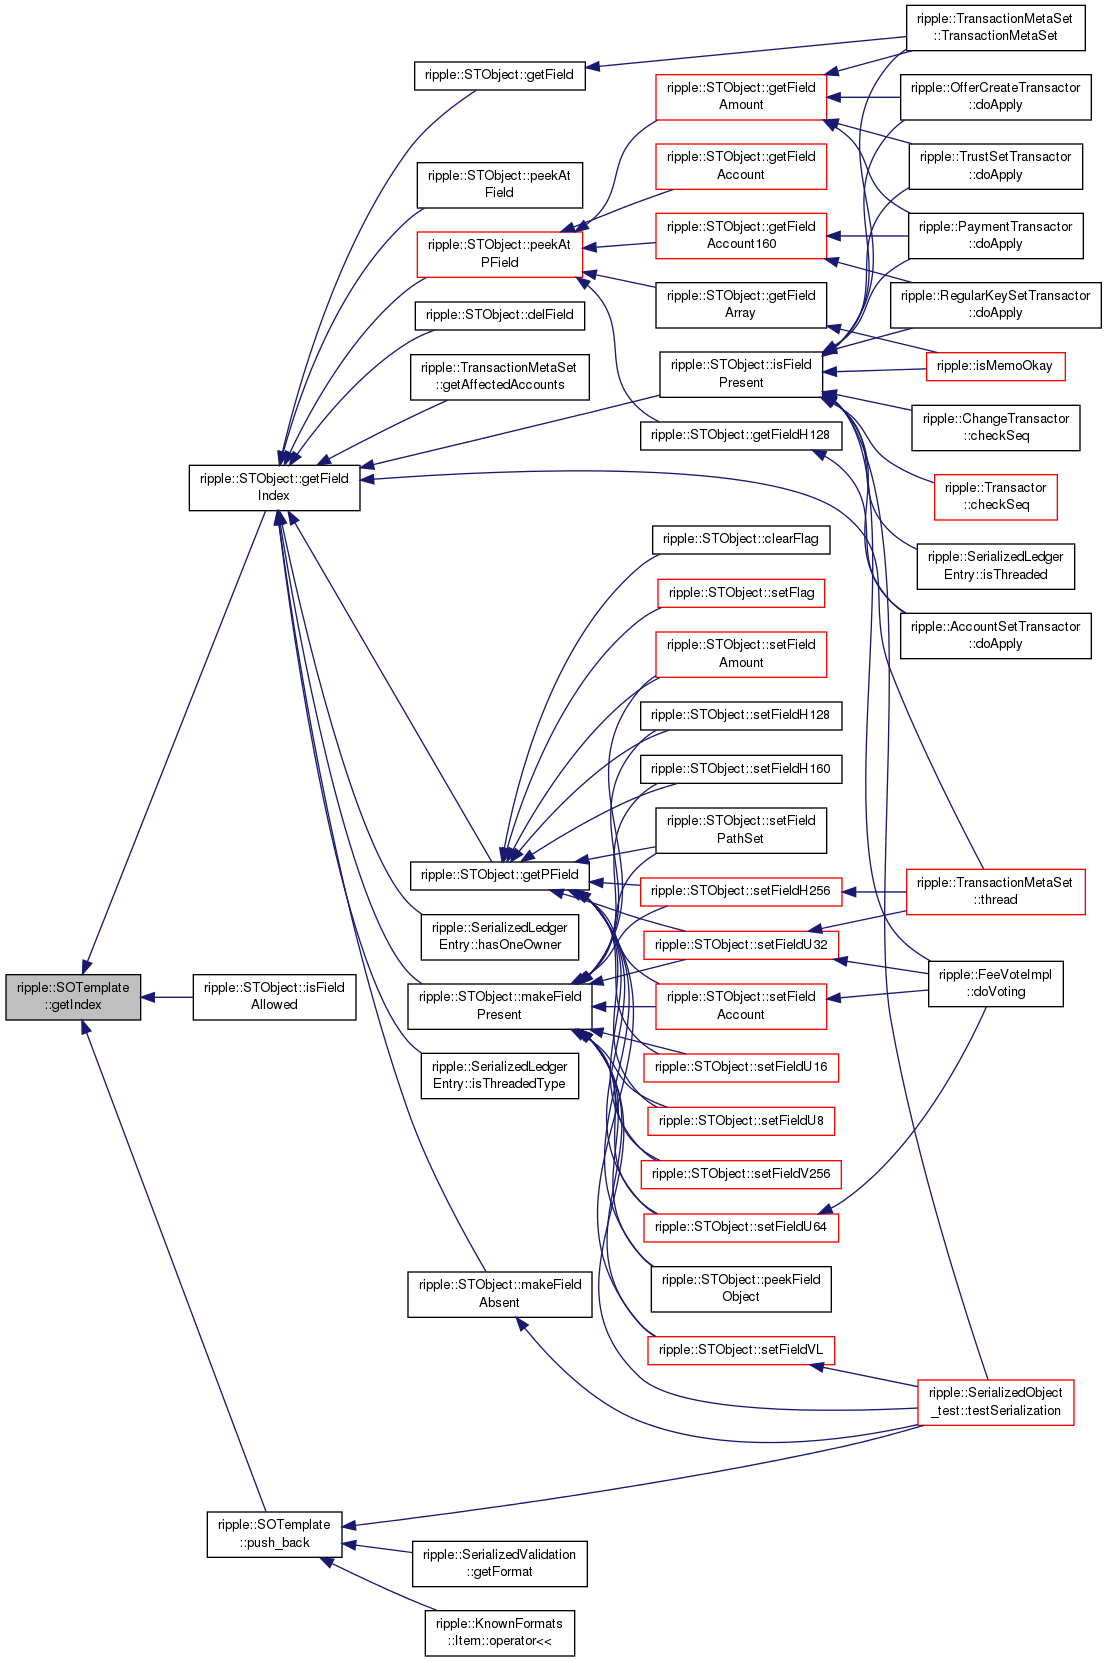 ripple::SOTemplate
::getIndex
ripple::STObject::getField
Index
ripple::STObject::isField
Allowed
ripple::SOTemplate
::push_back
ripple::STObject::getField
ripple::STObject::peekAt
Field
ripple::STObject::peekAt
PField
ripple::STObject::delField
ripple::TransactionMetaSet
::getAffectedAccounts
ripple::STObject::getPField
ripple::SerializedLedger
Entry::hasOneOwner
ripple::STObject::makeField
Present
ripple::SerializedLedger
Entry::isThreadedType
ripple::STObject::makeField
Absent
ripple::SerializedValidation
::getFormat
ripple::KnownFormats
::Item::operator<<
ripple::STObject::getField
Amount
ripple::STObject::getField
Account
ripple::STObject::getField
Account160
ripple::STObject::getField
Array
ripple::STObject::isField
Present
ripple::STObject::getFieldH128
ripple::STObject::clearFlag
ripple::STObject::setFlag
ripple::STObject::setField
Amount
ripple::STObject::setFieldH128
ripple::STObject::setFieldH160
ripple::STObject::setField
PathSet
ripple::STObject::setFieldH256
ripple::STObject::setFieldU32
ripple::STObject::setField
Account
ripple::STObject::setFieldU16
ripple::STObject::setFieldU8
ripple::STObject::setFieldV256
ripple::STObject::setFieldU64
ripple::STObject::peekField
Object
ripple::STObject::setFieldVL
ripple::TransactionMetaSet
::TransactionMetaSet
ripple::OfferCreateTransactor
::doApply
ripple::TrustSetTransactor
::doApply
ripple::PaymentTransactor
::doApply
ripple::RegularKeySetTransactor
::doApply
ripple::isMemoOkay
ripple::ChangeTransactor
::checkSeq
ripple::Transactor
::checkSeq
ripple::SerializedLedger
Entry::isThreaded
ripple::AccountSetTransactor
::doApply
ripple::TransactionMetaSet
::thread
ripple::FeeVoteImpl
::doVoting
ripple::SerializedObject
_test::testSerialization